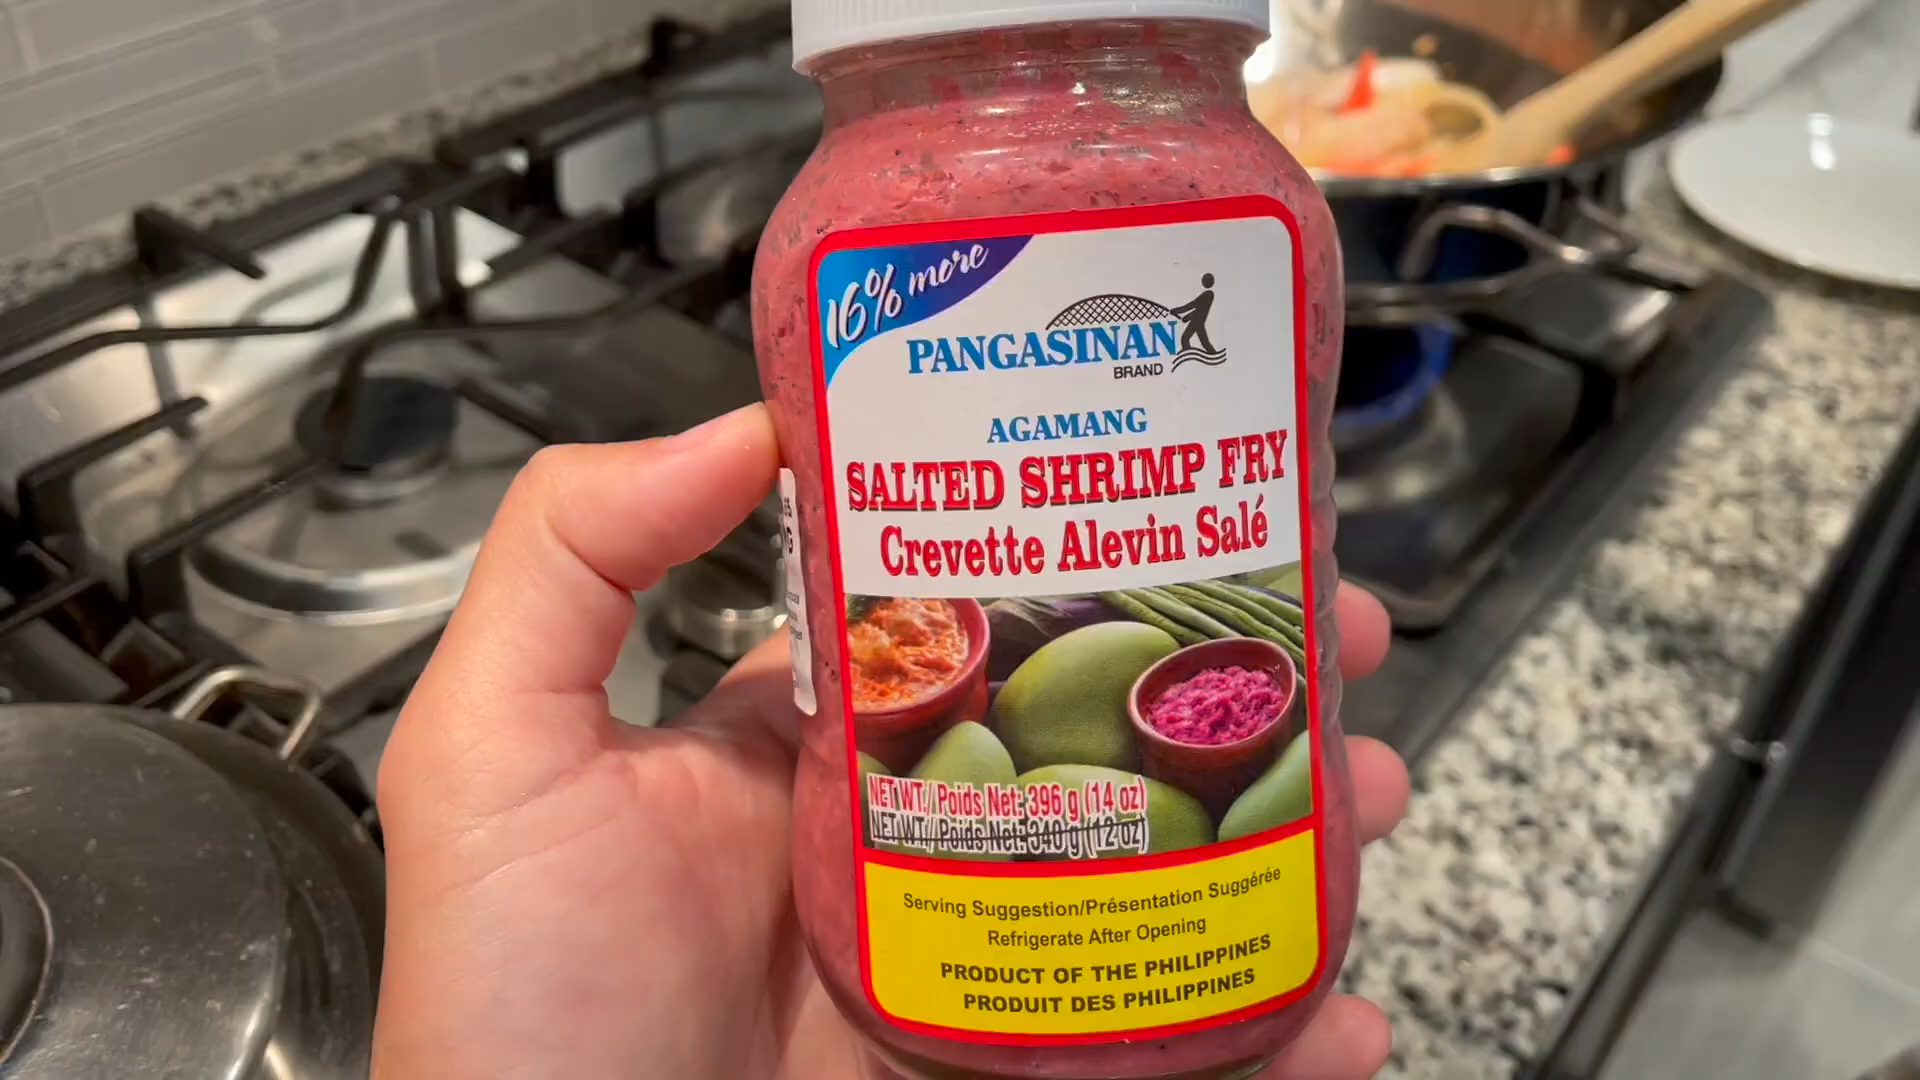 16% more
PANGASINAN
BRAND
AGAMANG
SALTED SHRIMP FRY
Crevette Alevin Salé
NET WT./Poids Net: 396 g (14 oz)
NET WT./Poids Net: 340 g (12 oz)
Serving Suggestion/Présentation Suggérée
Refrigerate After Opening
PRODUCT OF THE PHILIPPINES
PRODUIT DES PHILIPPINES